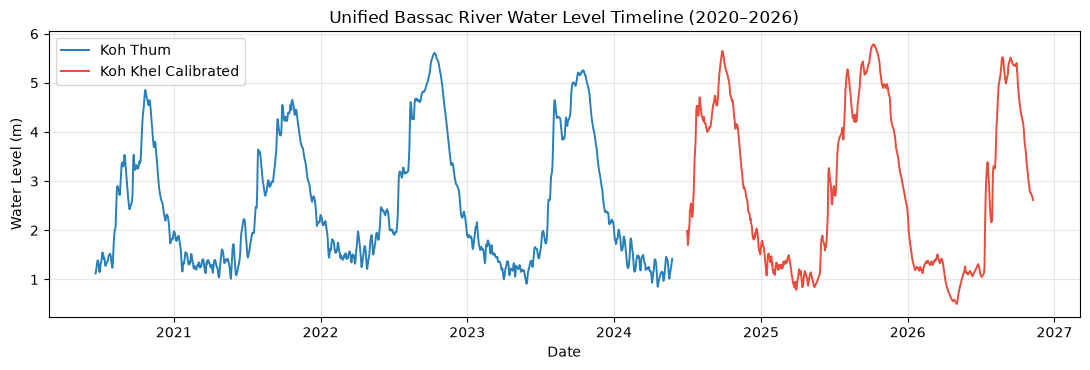 Unified Bassac River Water Level Timeline (2020–2026)
Koh Thum
Koh Khel Calibrated
Water Level (m)
6
5
4
3
2
1
2021
2022
2023
2024
2025
2026
2027
Date